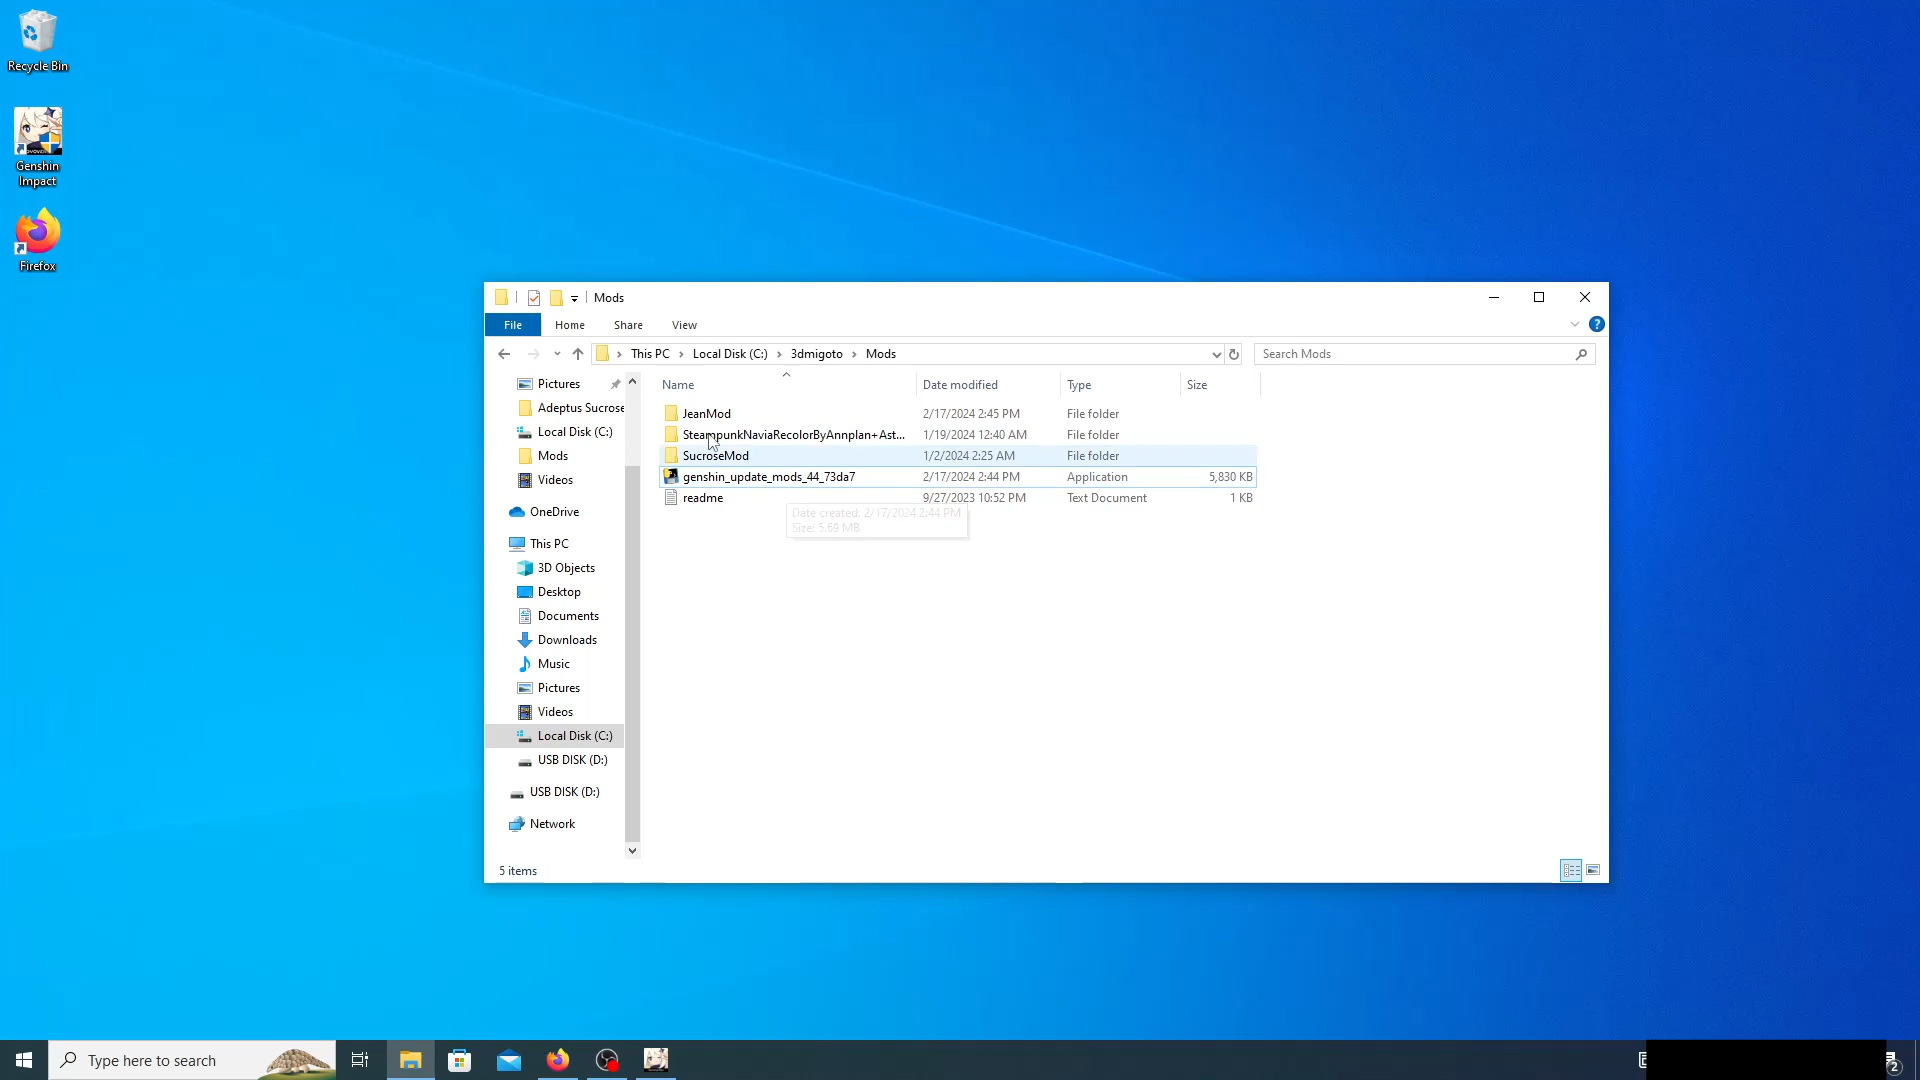 Recycle Bin
Genshin
Impact
Firefox
Mods
File
Home
Share
View
This PC
Local Disk (C:)
3dmigoto
Mods
Search Mods
Pictures
Adeptus Sucrose
Local Disk (C:)
Mods
Videos
OneDrive
This PC
3D Objects
Desktop
Documents
Downloads
Music
Pictures
Videos
Local Disk (C:)
USB DISK (D:)
USB DISK (D:)
Network
Name Date modified Type Size
JeanMod 2/17/2024 2:45 PM File folder
SteampunkNaviaRecolorByAnnplan+Ast... 1/19/2024 12:40 AM File folder
SucroseMod 1/2/2024 2:25 AM File folder
genshin_update_mods_44_73da7 2/17/2024 2:44 PM Application 5,830 KB
readme 9/27/2023 10:52 PM Text Document 1 KB
Date created: 2/17/2024 2:44 PM
Size: 5.69 MB
5 items
Type here to search
2